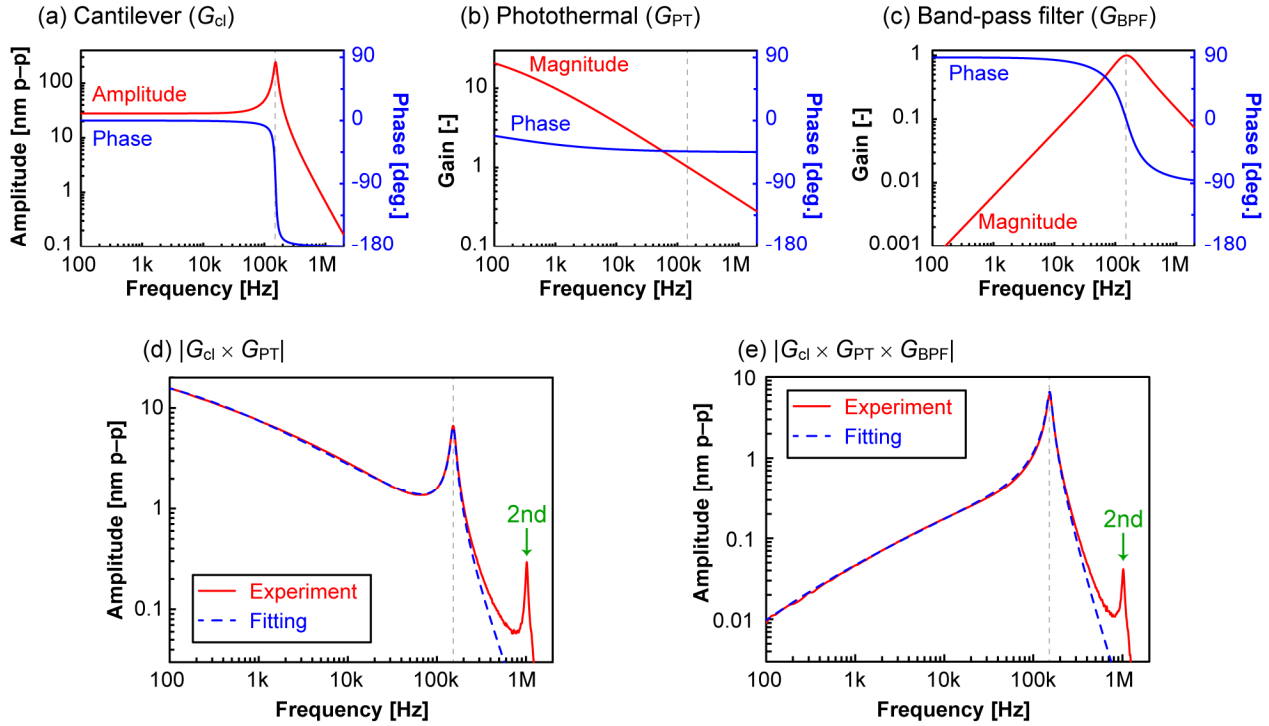 (a) Cantilever (Gcl)
Amplitude [nm p–p]
100
10
1
0.1
Amplitude
Phase
90
0
-90
-180
Phase [deg.]
100 1k 10k 100k 1M
Frequency [Hz]
(b) Photothermal (GPT)
Gain [-]
10
1
0.1
Magnitude
Phase
90
0
-90
-180
Phase [deg.]
100 1k 10k 100k 1M
Frequency [Hz]
(c) Band-pass filter (GBPF)
Gain [-]
1
0.1
0.01
0.001
Phase
Magnitude
90
0
-90
-180
Phase [deg.]
100 1k 10k 100k 1M
Frequency [Hz]
(d) |Gcl × GPT|
Amplitude [nm p–p]
10
1
0.1
2nd
Experiment
Fitting
100 1k 10k 100k 1M
Frequency [Hz]
(e) |Gcl × GPT × GBPF|
Amplitude [nm p–p]
10
1
0.1
0.01
Experiment
Fitting
2nd
100 1k 10k 100k 1M
Frequency [Hz]